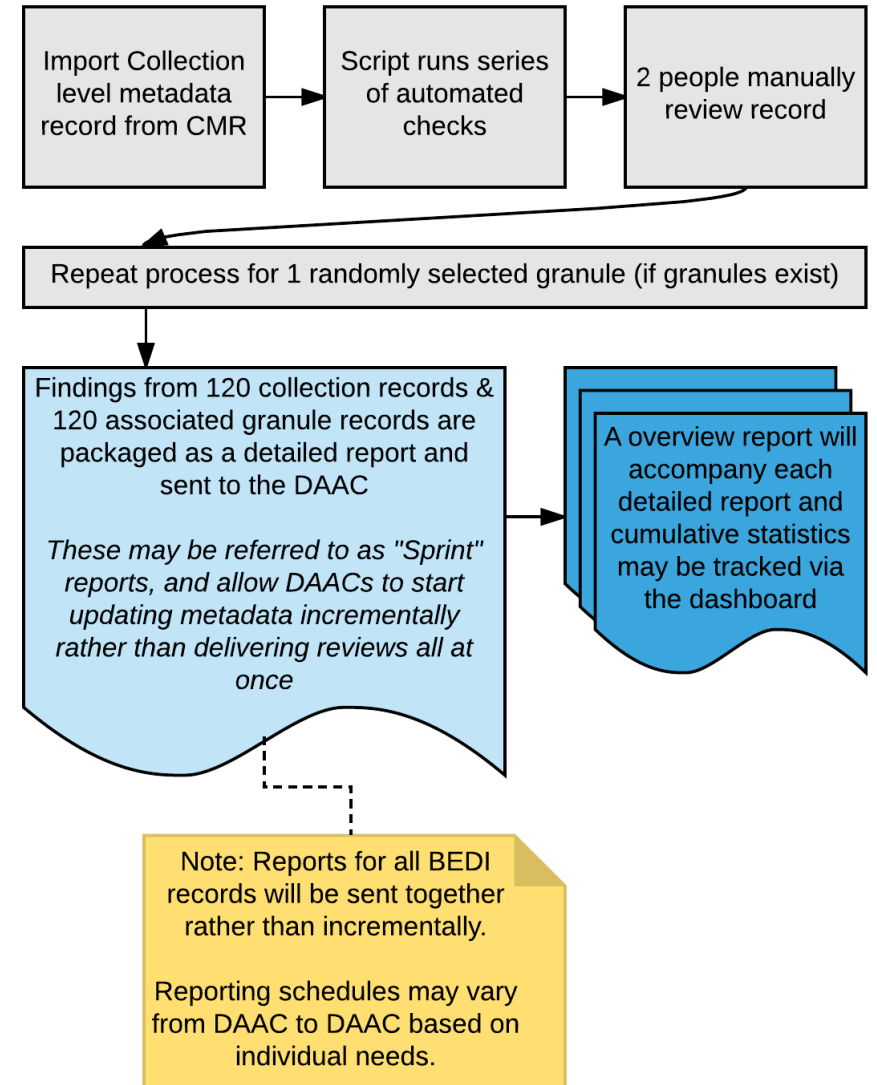 Import Collection
level metadata
record from CMR
Script runs series
of automated
checks
2 people manually
review record
Repeat process for 1 randomly selected granule (if granules exist)
Findings from 120 collection records &
120 associated granule records are
packaged as a detailed report and
sent to the DAAC
These may be referred to as "Sprint"
reports, and allow DAACs to start
updating metadata incrementally
rather than delivering reviews all at
once
A overview report will
accompany each
detailed report and
cumulative statistics
may be tracked via
the dashboard
Note: Reports for all BEDI
records will be sent together
rather than incrementally.
Reporting schedules may vary
from DAAC to DAAC based on
individual needs.